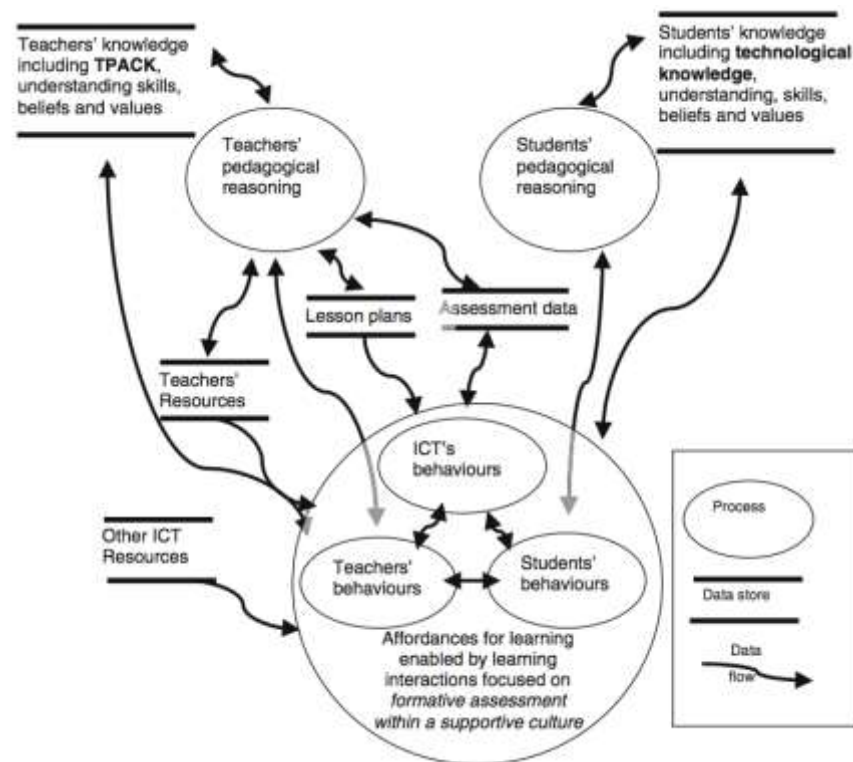 Teachers' knowledge
including TPACK,
understanding skills,
beliefs and values
Students' knowledge
including technological
knowledge,
understanding, skills,
beliefs and values
Teachers'
pedagogical
reasoning
Students'
pedagogical
reasoning
Lesson plans
Assessment data
Teachers'
Resources
ICT's
behaviours
Other ICT
Resources
Teachers'
behaviours
Students'
behaviours
Affordances for learning
enabled by learning
interactions focused on
formative assessment
within a supportive culture
Process
Data store
Data
flow